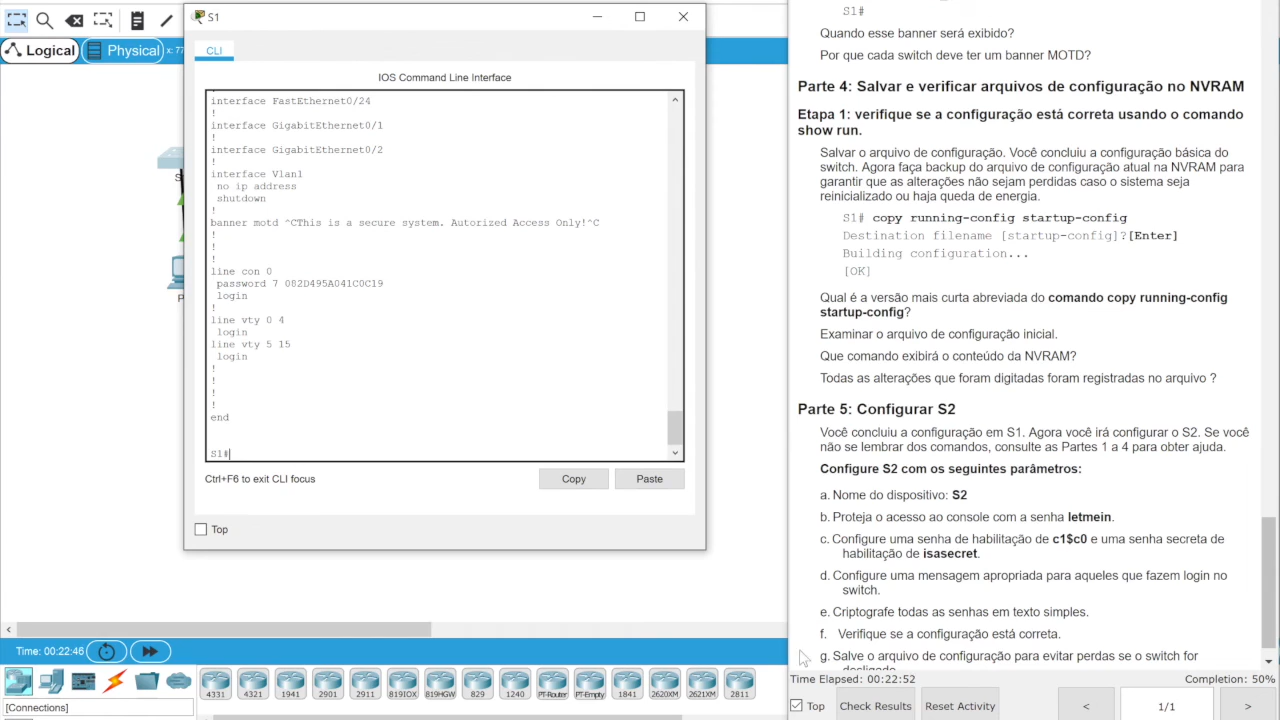 S1
Logical
Physical
x: 77
CLI
IOS Command Line Interface
interface FastEthernet0/24
!
interface GigabitEthernet0/1
!
interface GigabitEthernet0/2
!
interface Vlan1
no ip address
shutdown
!
banner motd ^CThis is a secure system. Autorized Access Only!^C
!
!
!
line con 0
password 7 082D495A041C0C19
login
!
line vty 0 4
login
line vty 5 15
login
!
!
!
!
end
S1#
Ctrl+F6 to exit CLI focus
Copy
Paste
Top
S1#
Quando esse banner será exibido?
Por que cada switch deve ter um banner MOTD?
Parte 4: Salvar e verificar arquivos de configuração no NVRAM
Etapa 1: verifique se a configuração está correta usando o comando
show run.
Salvar o arquivo de configuração. Você concluiu a configuração básica do
switch. Agora faça backup do arquivo de configuração atual na NVRAM para
garantir que as alterações não sejam perdidas caso o sistema seja
reinicializado ou haja queda de energia.
S1# copy running-config startup-config
Destination filename [startup-config]?[Enter]
Building configuration...
[OK]
Qual é a versão mais curta abreviada do comando copy running-config
startup-config?
Examinar o arquivo de configuração inicial.
Que comando exibirá o conteúdo da NVRAM?
Todas as alterações que foram digitadas foram registradas no arquivo ?
Parte 5: Configurar S2
Você concluiu a configuração em S1. Agora você irá configurar o S2. Se você
não se lembrar dos comandos, consulte as Partes 1 a 4 para obter ajuda.
Configure S2 com os seguintes parâmetros:
a. Nome do dispositivo: S2
b. Proteja o acesso ao console com a senha letmein.
c. Configure uma senha de habilitação de c1$c0 e uma senha secreta de
habilitação de isasecret.
d. Configure uma mensagem apropriada para aqueles que fazem login no
switch.
e. Criptografe todas as senhas em texto simples.
f. Verifique se a configuração está correta.
g. Salve o arquivo de configuração para evitar perdas se o switch for
desligado.
Time Elapsed: 00:22:52
Completion: 50%
Top
Check Results
Reset Activity
<
1/1
>
Time: 00:22:46
4331
4321
1941
2901
2911
819IOX
819HGW
829
1240
PT-Router
PT-Empty
1841
2620XM
2621XM
2811
[Connections]